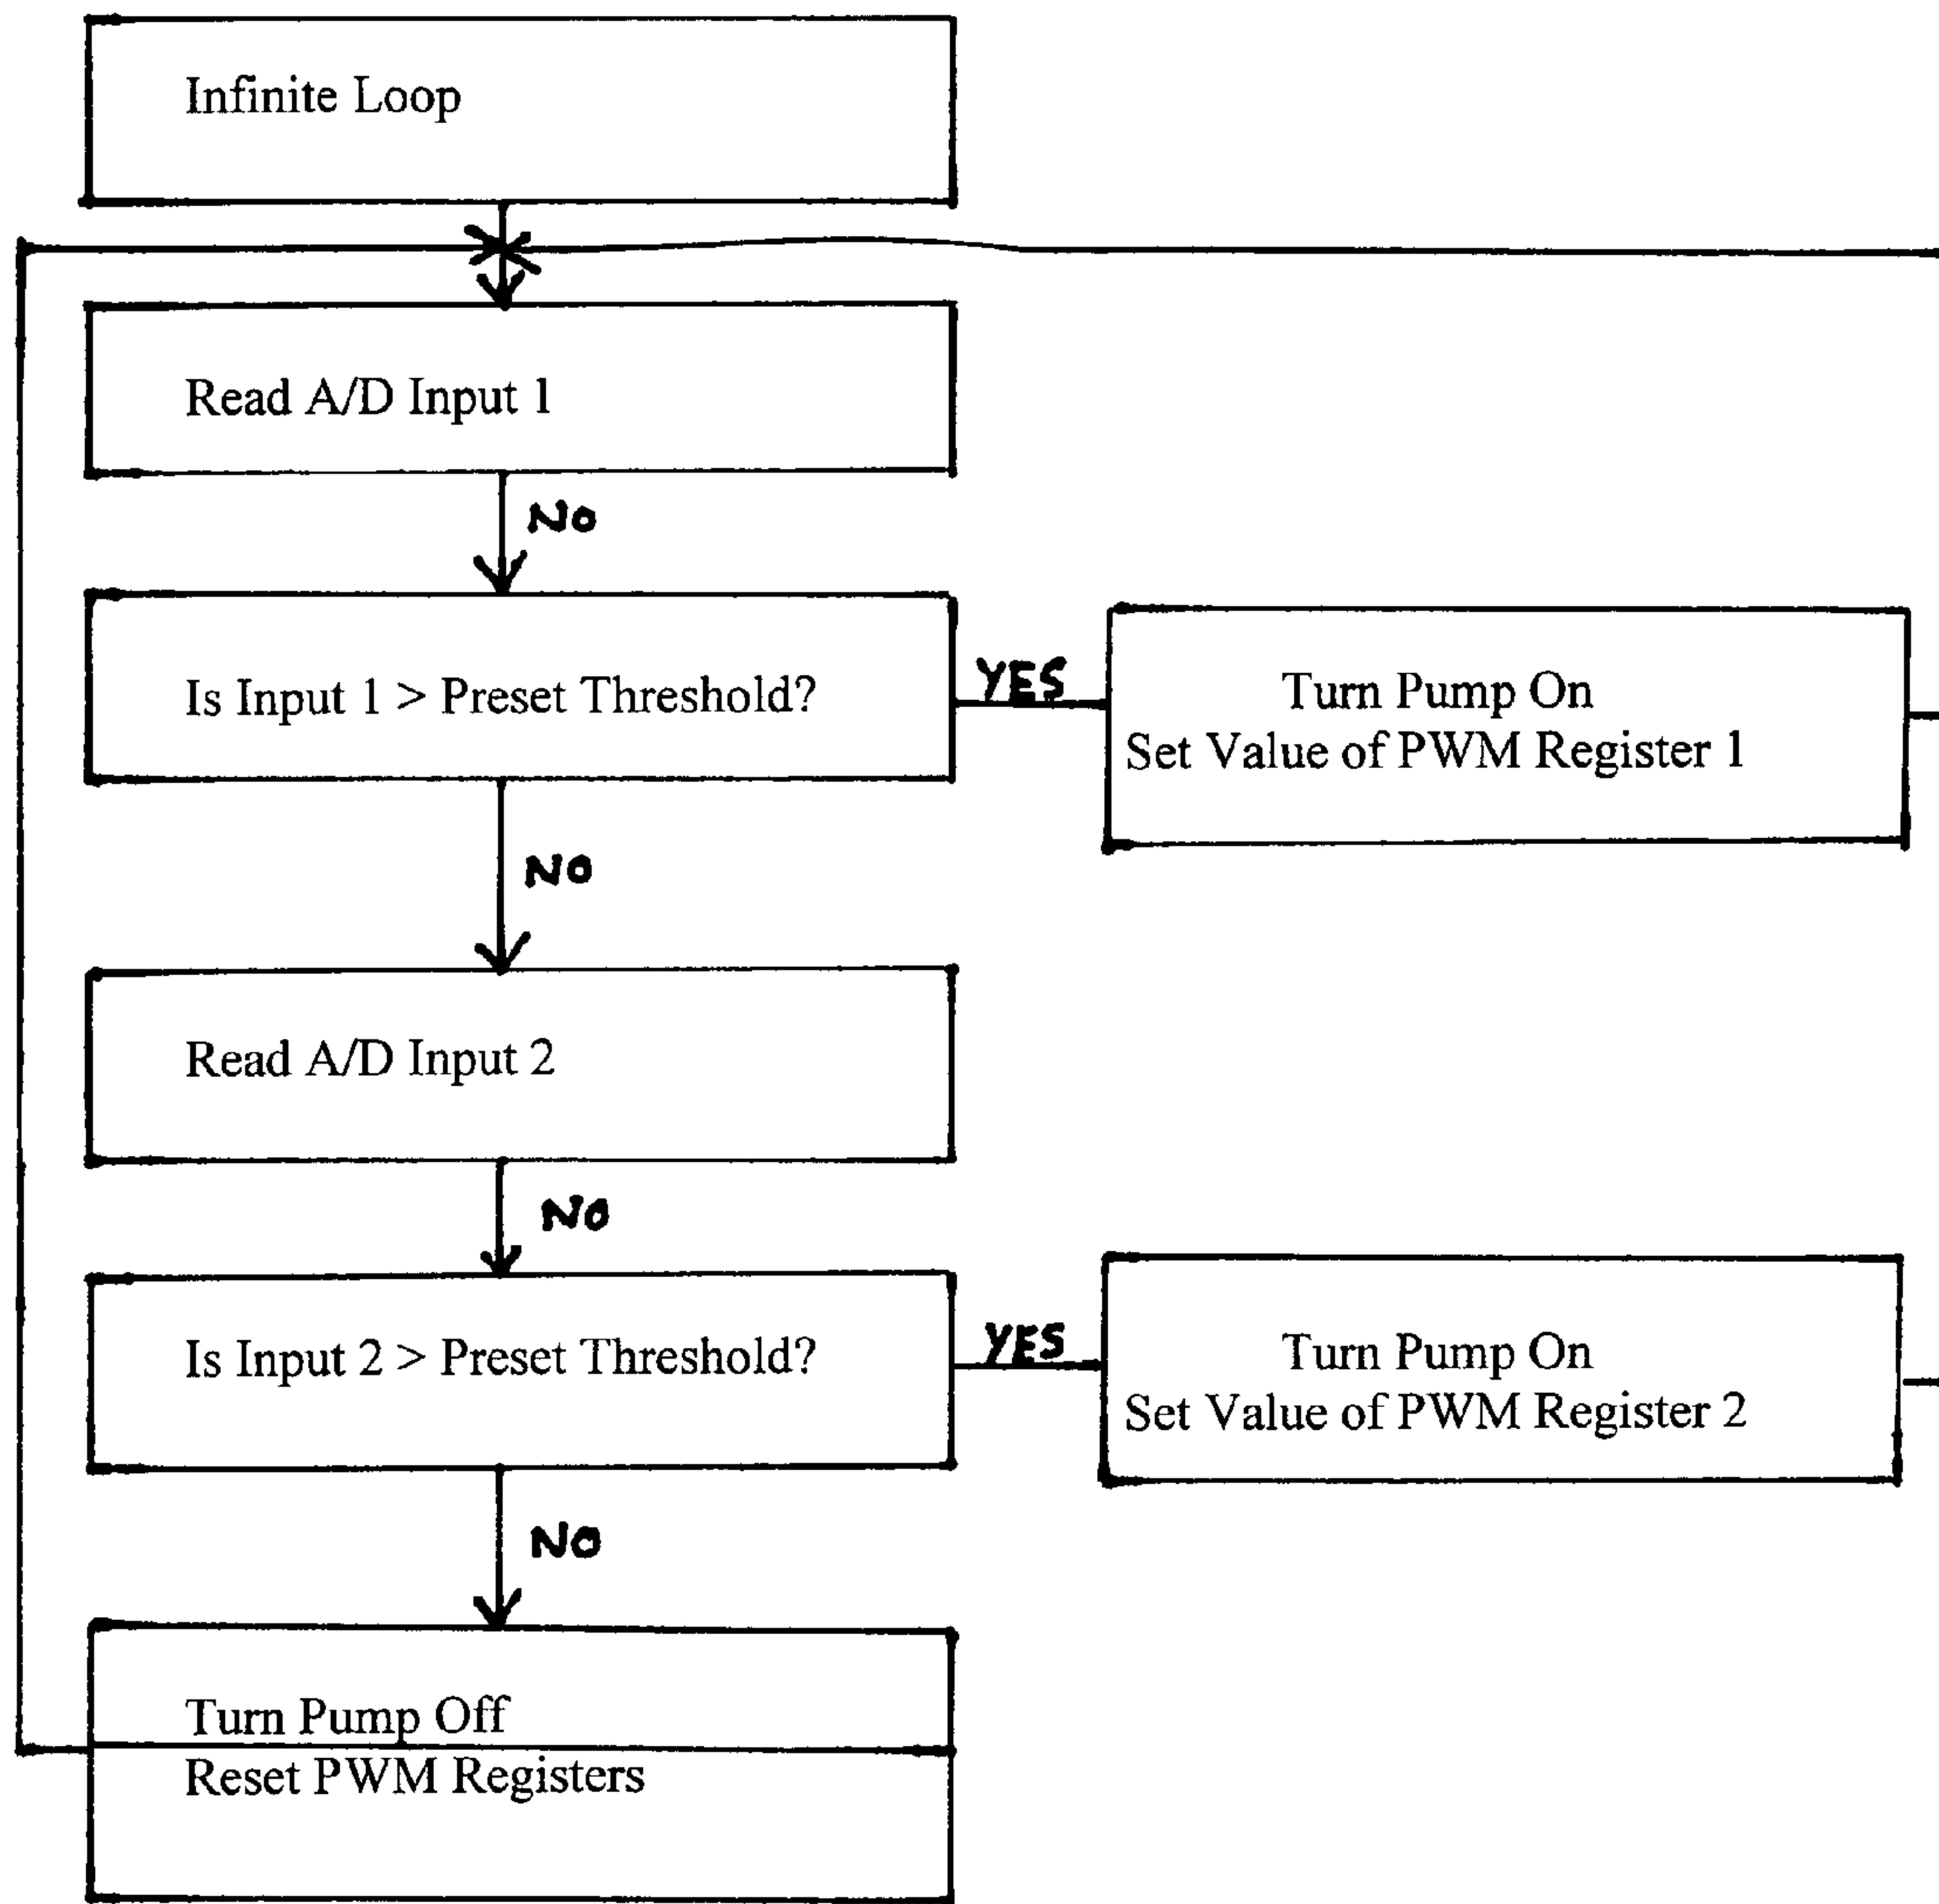 Infinite Loop
Read A/D Input 1
No
Is Input 1 > Preset Threshold?
YES
Turn Pump On
Set Value of PWM Register 1
No
Read A/D Input 2
No
Is Input 2 > Preset Threshold?
YES
Turn Pump On
Set Value of PWM Register 2
No
Turn Pump Off
Reset PWM Registers